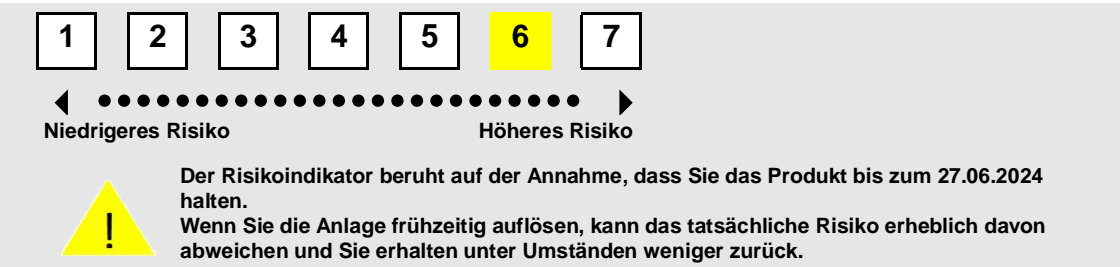 1 2 3 4 5 6 7
Niedrigeres Risiko Höheres Risiko
Der Risikoindikator beruht auf der Annahme, dass Sie das Produkt bis zum 27.06.2024
halten.
Wenn Sie die Anlage frühzeitig auflösen, kann das tatsächliche Risiko erheblich davon
abweichen und Sie erhalten unter Umständen weniger zurück.
!